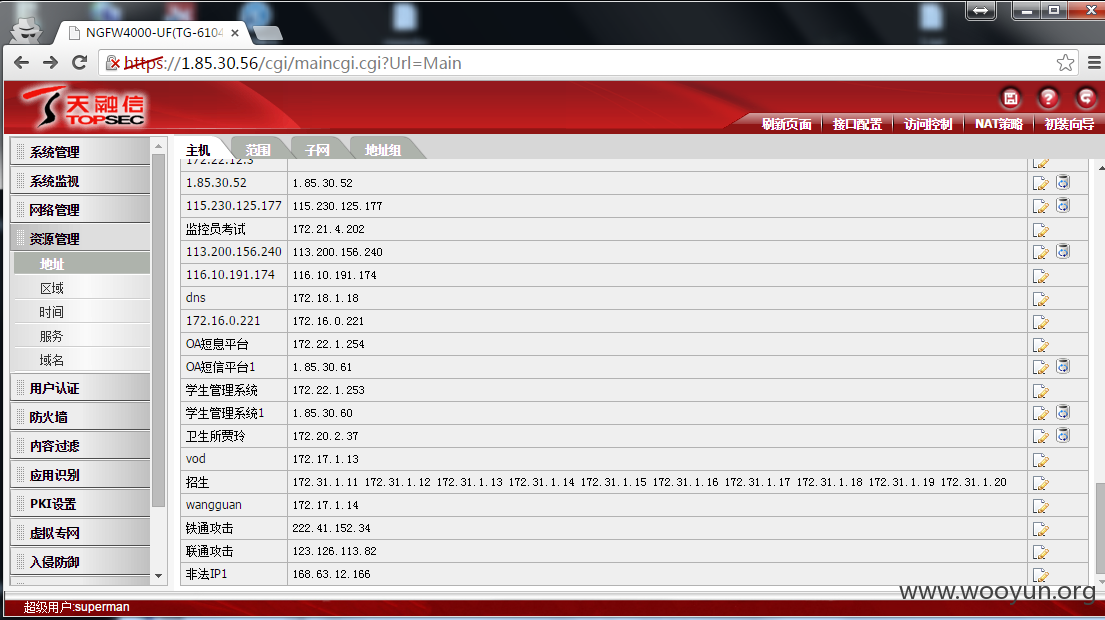 NGFW4000-UF(TG-6104
https://1.85.30.56/cgi/maincgi.cgi?Url=Main
天融信
TOPSEC
刷新页面 接口配置 访问控制 NAT策略 初装向导
系统管理
系统监视
网络管理
资源管理
地址
区域
时间
服务
域名
用户认证
防火墙
内容过滤
应用识别
PKI设置
虚拟专网
入侵防御
主机 范围 子网 地址组
172.22.12.3
1.85.30.52 1.85.30.52
115.230.125.177 115.230.125.177
监控员考试 172.21.4.202
113.200.156.240 113.200.156.240
116.10.191.174 116.10.191.174
dns 172.18.1.18
172.16.0.221 172.16.0.221
OA短息平台 172.22.1.254
OA短信平台1 1.85.30.61
学生管理系统 172.22.1.253
学生管理系统1 1.85.30.60
卫生所贾玲 172.20.2.37
vod 172.17.1.13
招生 172.31.1.11 172.31.1.12 172.31.1.13 172.31.1.14 172.31.1.15 172.31.1.16 172.31.1.17 172.31.1.18 172.31.1.19 172.31.1.20
wangguan 172.17.1.14
铁通攻击 222.41.152.34
联通攻击 123.126.113.82
非法IP1 168.63.12.166
www.wooyun.org
超级用户:superman